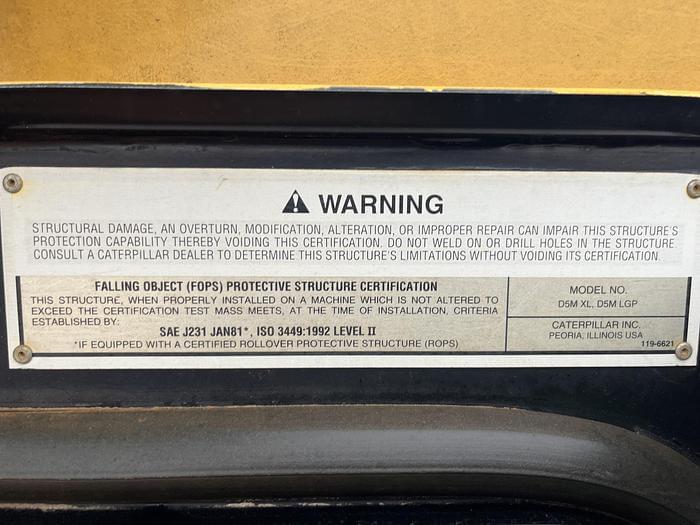 WARNING
STRUCTURAL DAMAGE, AN OVERTURN, MODIFICATION, ALTERATION, OR IMPROPER REPAIR CAN IMPAIR THIS STRUCTURE'S
PROTECTION CAPABILITY THEREBY VOIDING THIS CERTIFICATION. DO NOT WELD ON OR DRILL HOLES IN THE STRUCTURE.
CONSULT A CATERPILLAR DEALER TO DETERMINE THIS STRUCTURE'S LIMITATIONS WITHOUT VOIDING ITS CERTIFICATION.
FALLING OBJECT (FOPS) PROTECTIVE STRUCTURE CERTIFICATION
THIS STRUCTURE, WHEN PROPERLY INSTALLED ON A MACHINE WHICH IS NOT ALTERED TO
EXCEED THE CERTIFICATION TEST MASS MEETS, AT THE TIME OF INSTALLATION, CRITERIA
ESTABLISHED BY:
SAE J231 JAN81*, ISO 3449:1992 LEVEL II
*IF EQUIPPED WITH A CERTIFIED ROLLOVER PROTECTIVE STRUCTURE (ROPS)
MODEL NO.
D5M XL, D5M LGP
CATERPILLAR INC.
PEORIA, ILLINOIS USA
119-6621